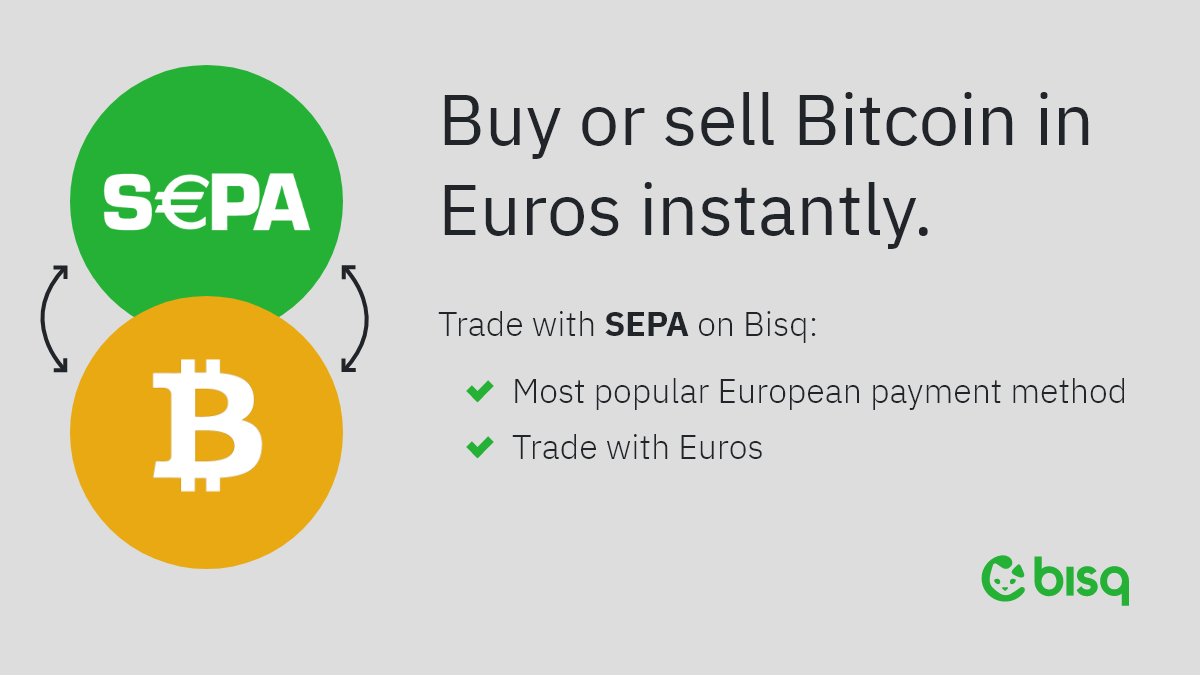 S€PA
Buy or sell Bitcoin in
Euros instantly.
Trade with SEPA on Bisq:
Most popular European payment method
Trade with Euros
bisq